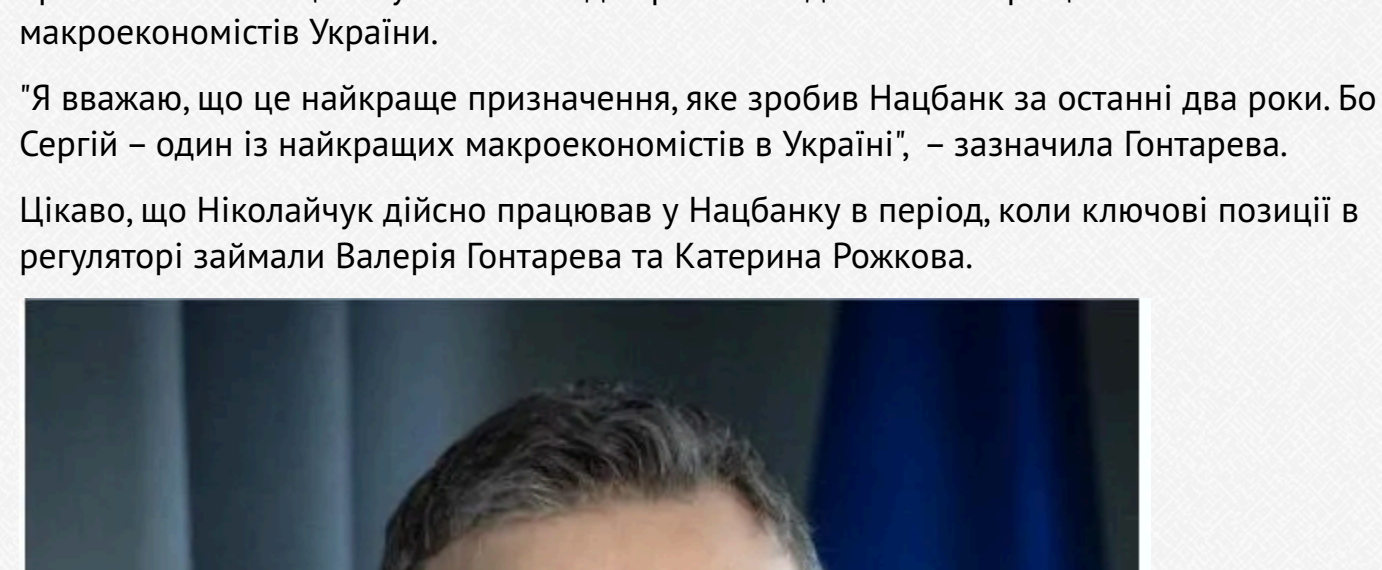 макроекономістів України.
"Я вважаю, що це найкраще призначення, яке зробив Нацбанк за останні два роки. Бо
Сергій – один із найкращих макроекономістів в Україні", – зазначила Гонтарева.
Цікаво, що Ніколайчук дійсно працював у Нацбанку в період, коли ключові позиції в
регуляторі займали Валерія Гонтарева та Катерина Рожкова.